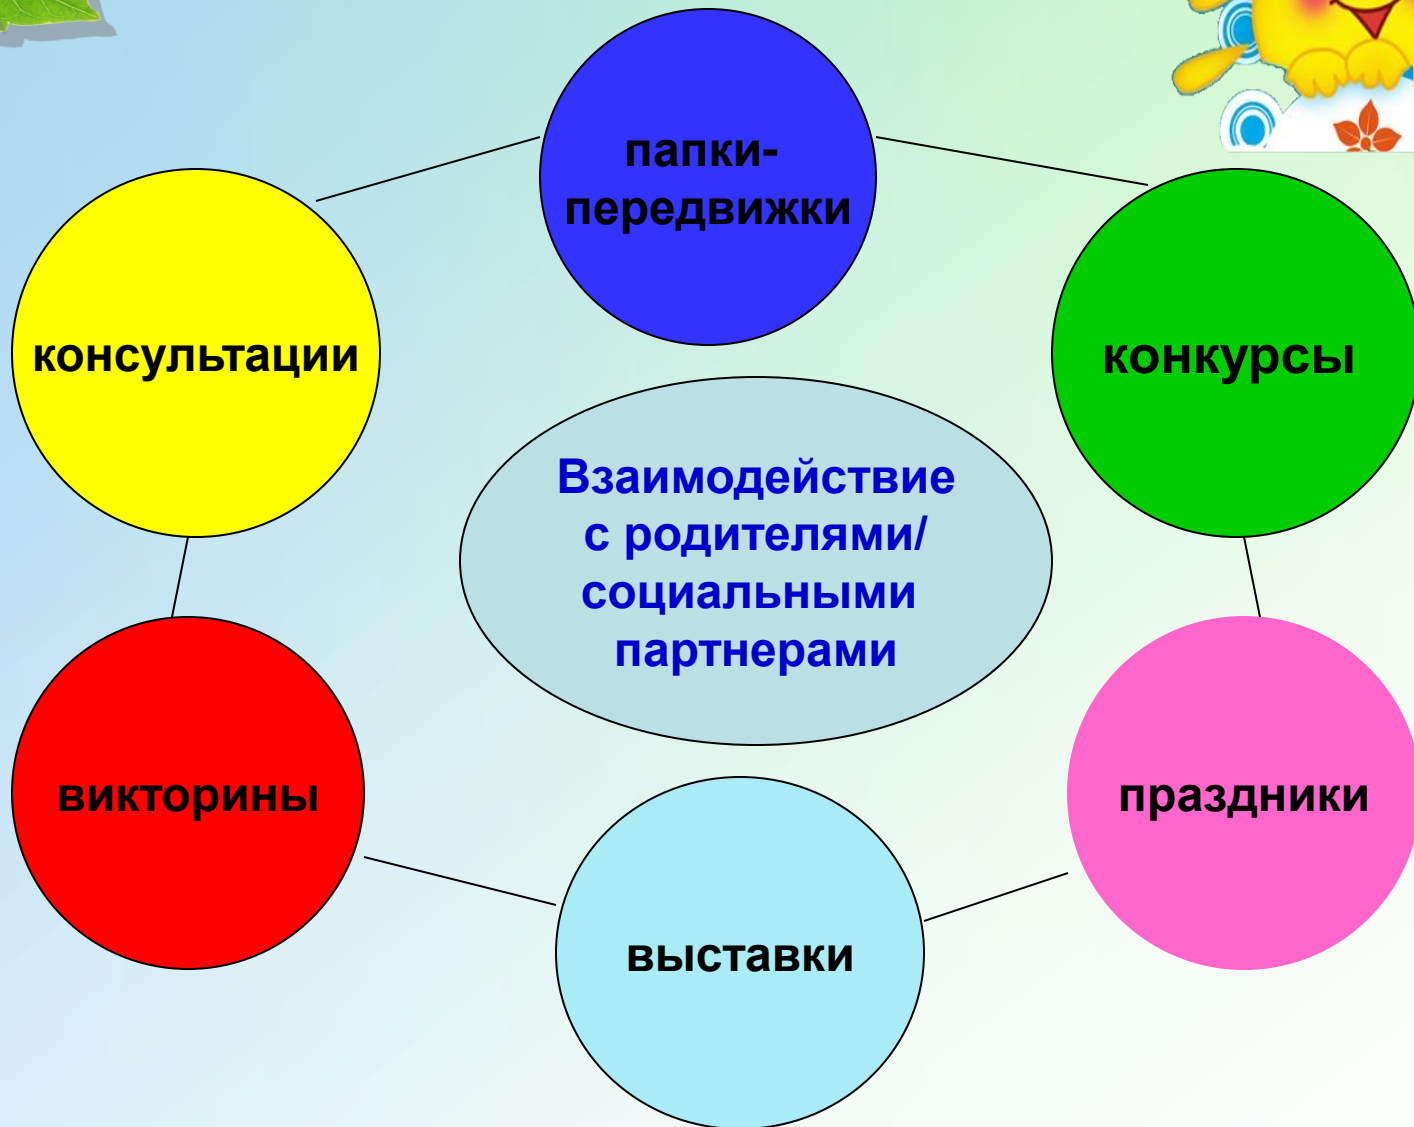 папки-
передвижки
консультации
конкурсы
Взаимодействие
с родителями/
социальными
партнерами
викторины
праздники
выставки